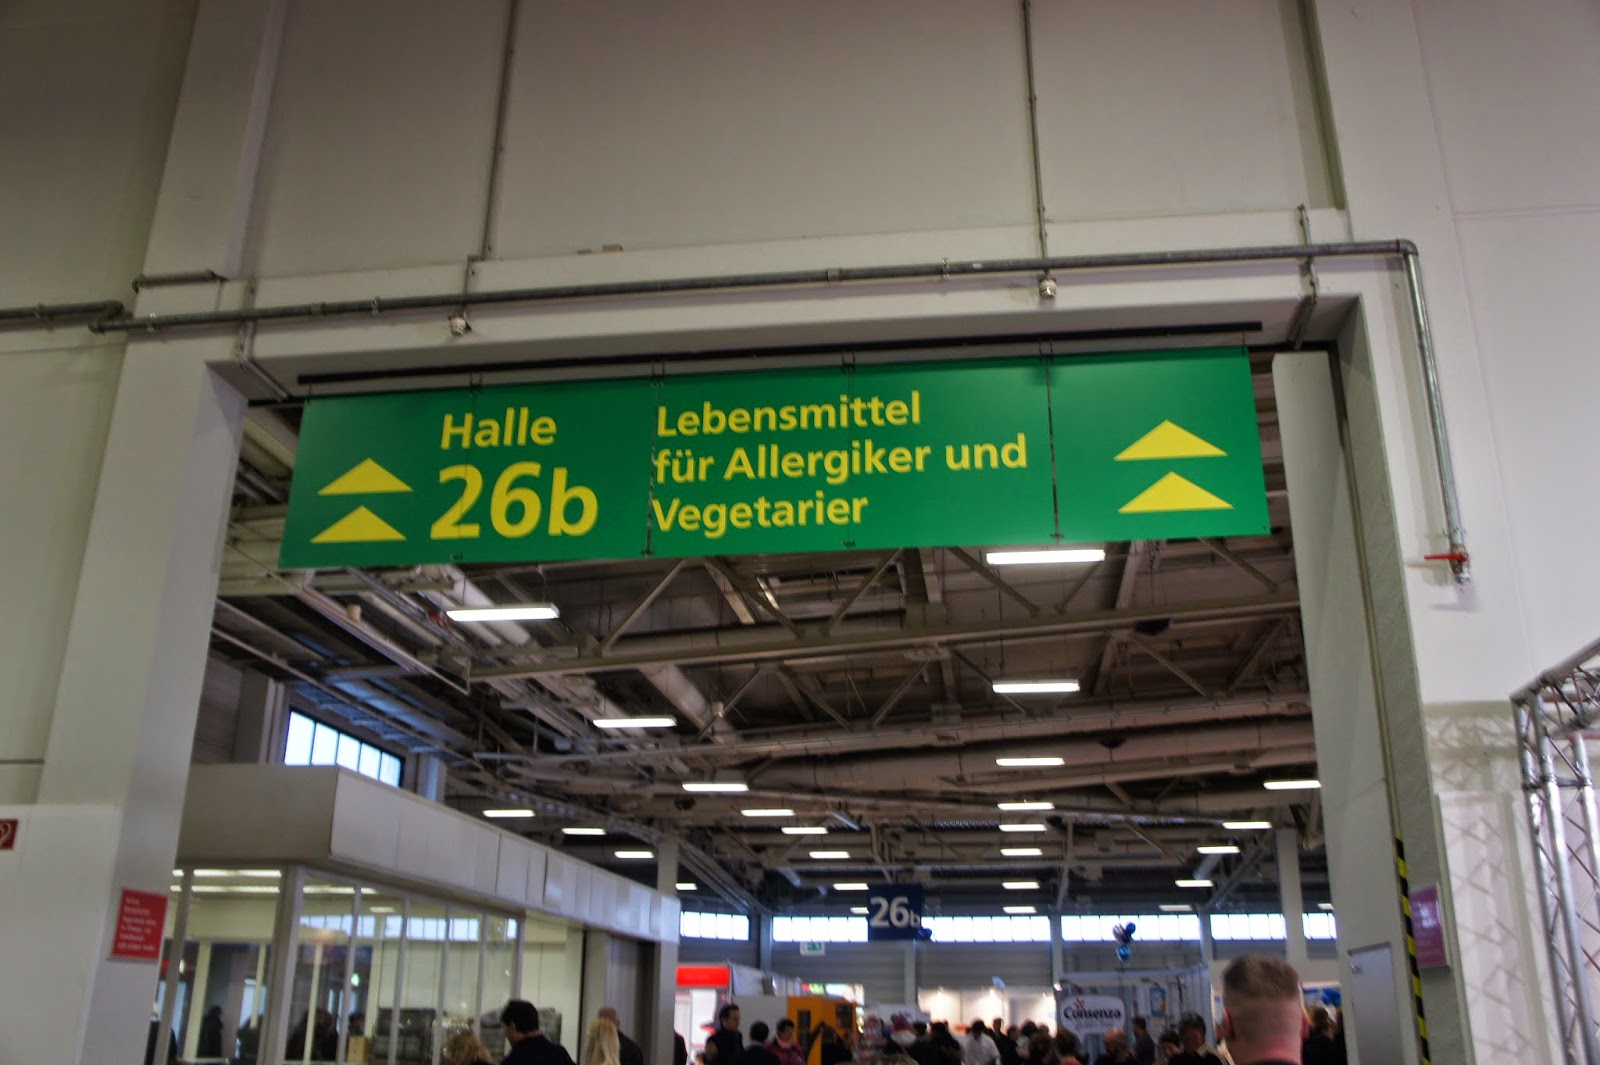 Halle
26b
Lebensmittel
für Allergiker und
Vegetarier
26b
Consenza